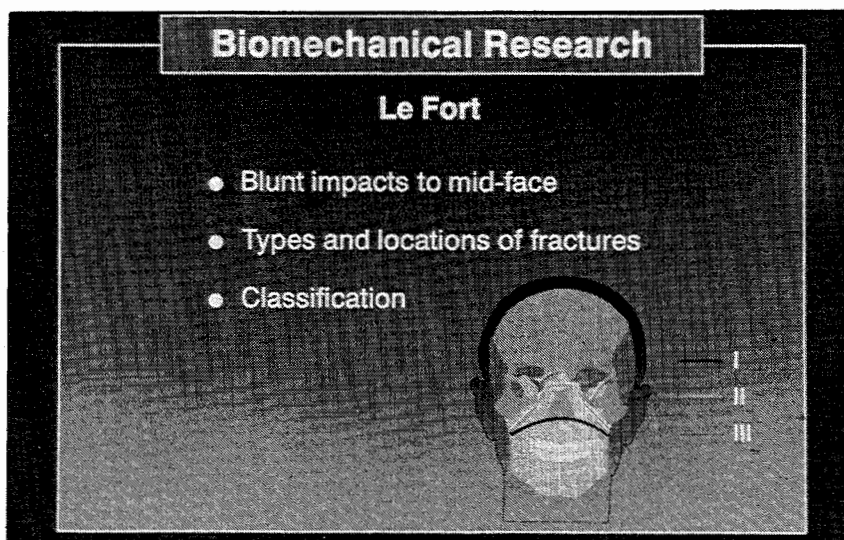 Biomechanical Research
Le Fort
● Blunt impacts to mid-face
● Types and locations of fractures
● Classification
I
II
III